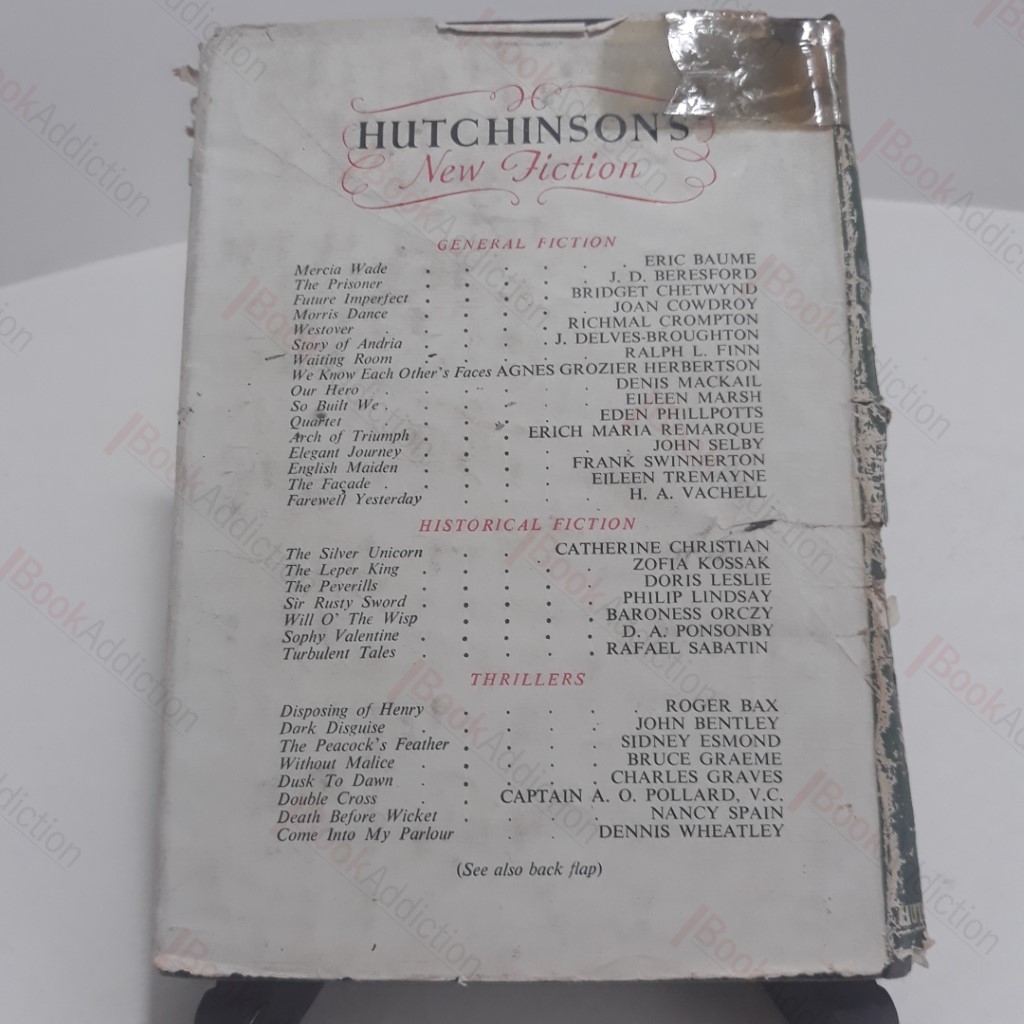 HUTCHINSON'S
New Fiction
GENERAL FICTION
Mercia Wade . . . . . . ERIC BAUME
The Prisoner . . . . . J. D. BERESFORD
Future Imperfect . . . . BRIDGET CHETWYND
Morris Dance . . . . . JOAN COWDROY
Westover . . . . RICHMAL CROMPTON
Story of Andria . . . . J. DELVES-BROUGHTON
Waiting Room . . . . . RALPH L. FINN
We Know Each Other's Faces AGNES GROZIER HERBERTSON
Our Hero . . . . . DENIS MACKAIL
So Built We . . . . . EILEEN MARSH
Quartet . . . . . EDEN PHILLPOTTS
Arch of Triumph . . . ERICH MARIA REMARQUE
Elegant Journey . . . . . JOHN SELBY
English Maiden . . . . FRANK SWINNERTON
The Façade . . . . . EILEEN TREMAYNE
Farewell Yesterday . . . . H. A. VACHELL
HISTORICAL FICTION
The Silver Unicorn . . CATHERINE CHRISTIAN
The Leper King . . . . . ZOFIA KOSSAK
The Peverills . . . . . DORIS LESLIE
Sir Rusty Sword . . . . . PHILIP LINDSAY
Will O' The Wisp . . . . BARONESS ORCZY
Sophy Valentine . . . . . D. A. PONSONBY
Turbulent Tales . . . . . RAFAEL SABATIN
THRILLERS
Disposing of Henry . . . . . ROGER BAX
Dark Disguise . . . . . JOHN BENTLEY
The Peacock's Feather . . . . SIDNEY ESMOND
Without Malice . . . . . BRUCE GRAEME
Dusk To Dawn . . . . . CHARLES GRAVES
Double Cross . . CAPTAIN A. O. POLLARD, V.C.
Death Before Wicket . . . . NANCY SPAIN
Come Into My Parlour . . . DENNIS WHEATLEY
(See also back flap)
BookAddiction